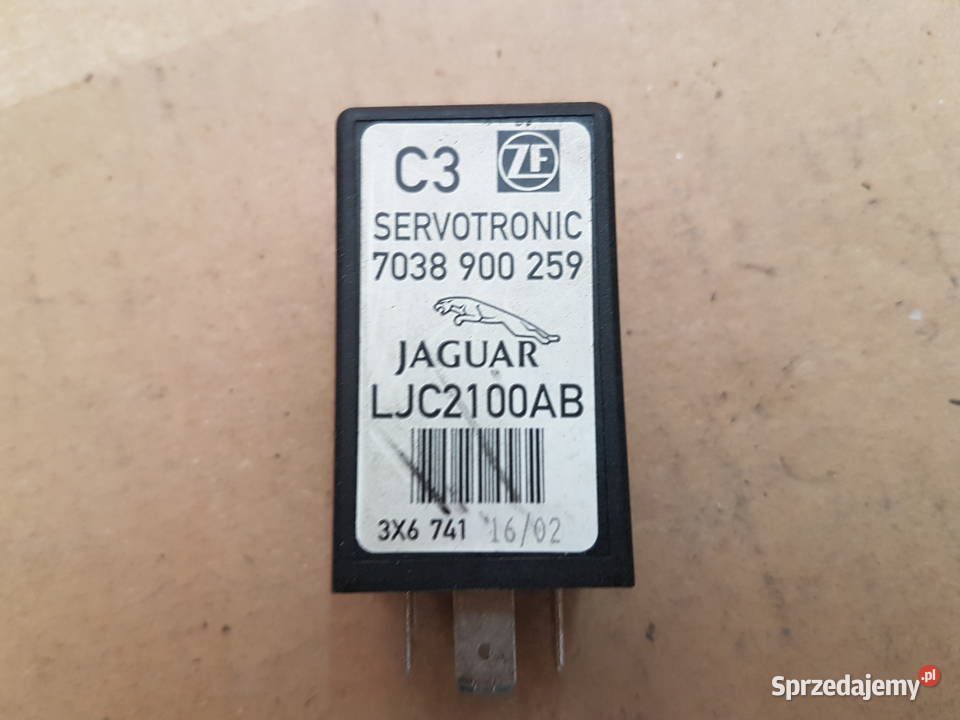 C3 ZF
SERVOTRONIC
7038 900 259
JAGUAR
LJC2100AB
3X6 741 16/02
Sprzedajemy.pl